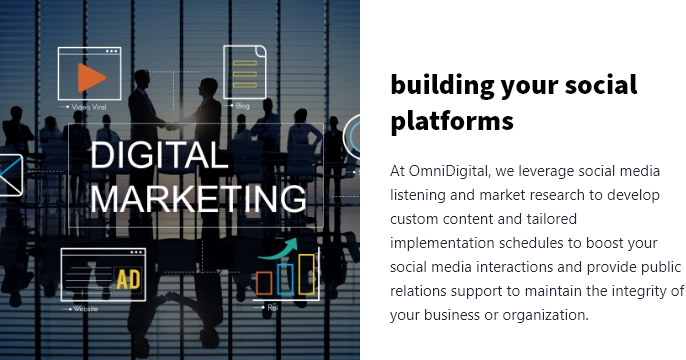 Video Viral
Blog
DIGITAL
MARKETING
AD
Website
Roi
building your social
platforms
At OmniDigital, we leverage social media
listening and market research to develop
custom content and tailored
implementation schedules to boost your
social media interactions and provide public
relations support to maintain the integrity of
your business or organization.